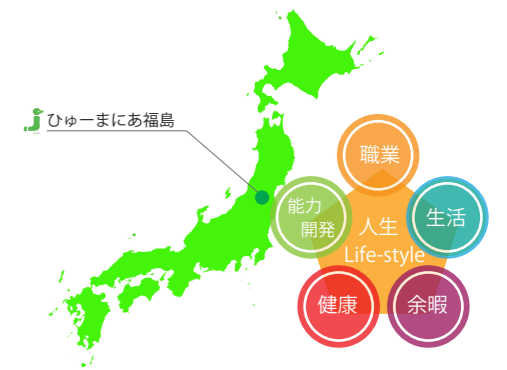 ひゅーまにあ福島
職業
能力
開発
生活
人生
Life-style
健康
余暇